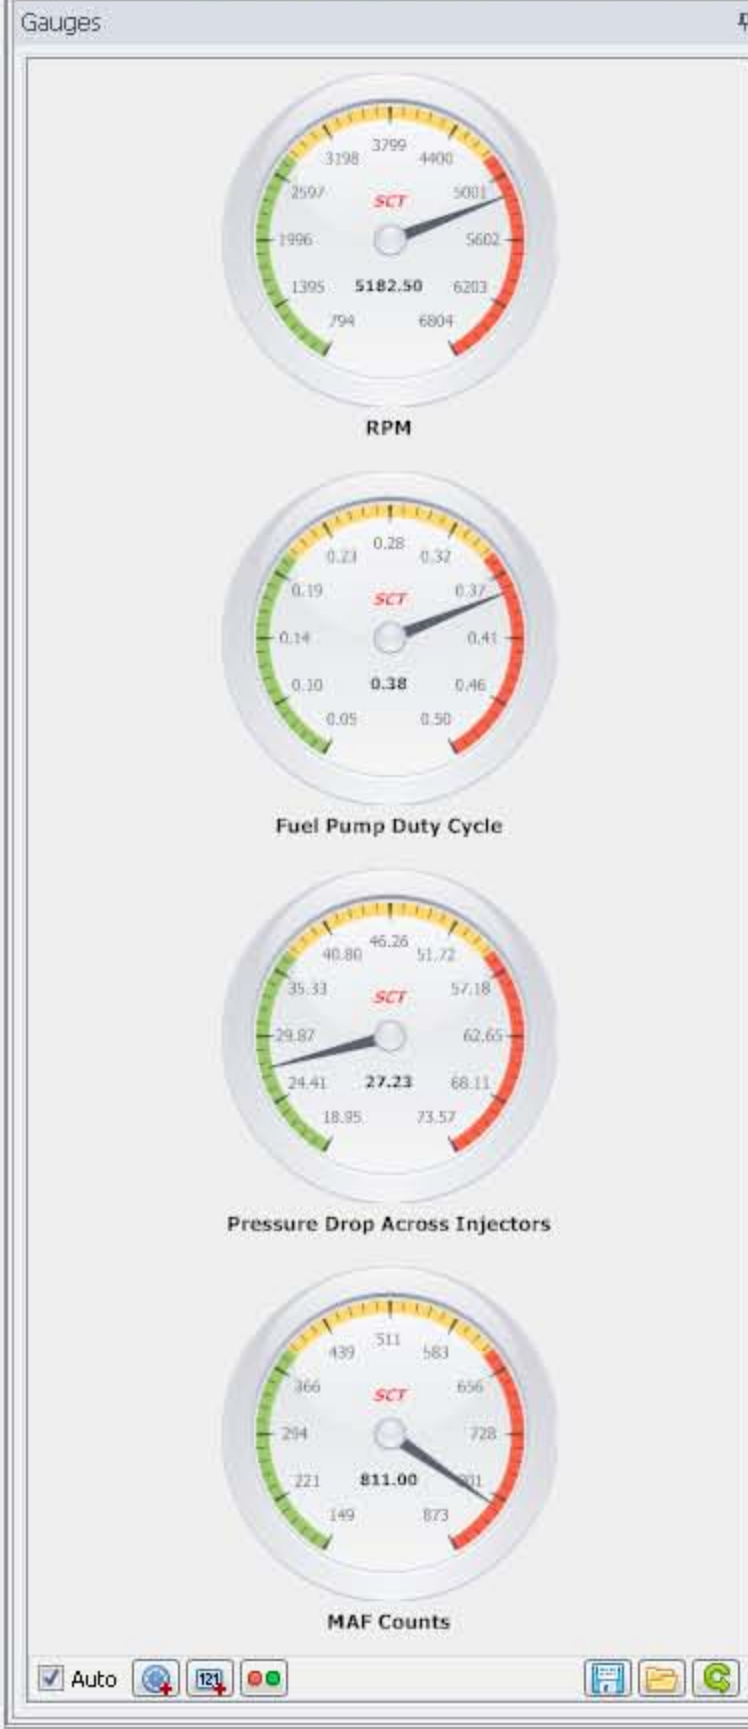 Gauges
3799
3198 4400
2597 5001
SCT
1996 5602
1395 5182.50 6203
794 6804
RPM
0.28
0.23 0.32
0.19 0.37
SCT
0.14 0.41
0.10 0.38 0.46
0.05 0.50
Fuel Pump Duty Cycle
46.26
40.80 51.72
35.33 57.18
SCT
29.87 62.65
24.41 27.23 68.11
18.95 73.57
Pressure Drop Across Injectors
511
439 583
366 656
SCT
294 728
221 811.00 801
149 873
MAF Counts
Auto 121